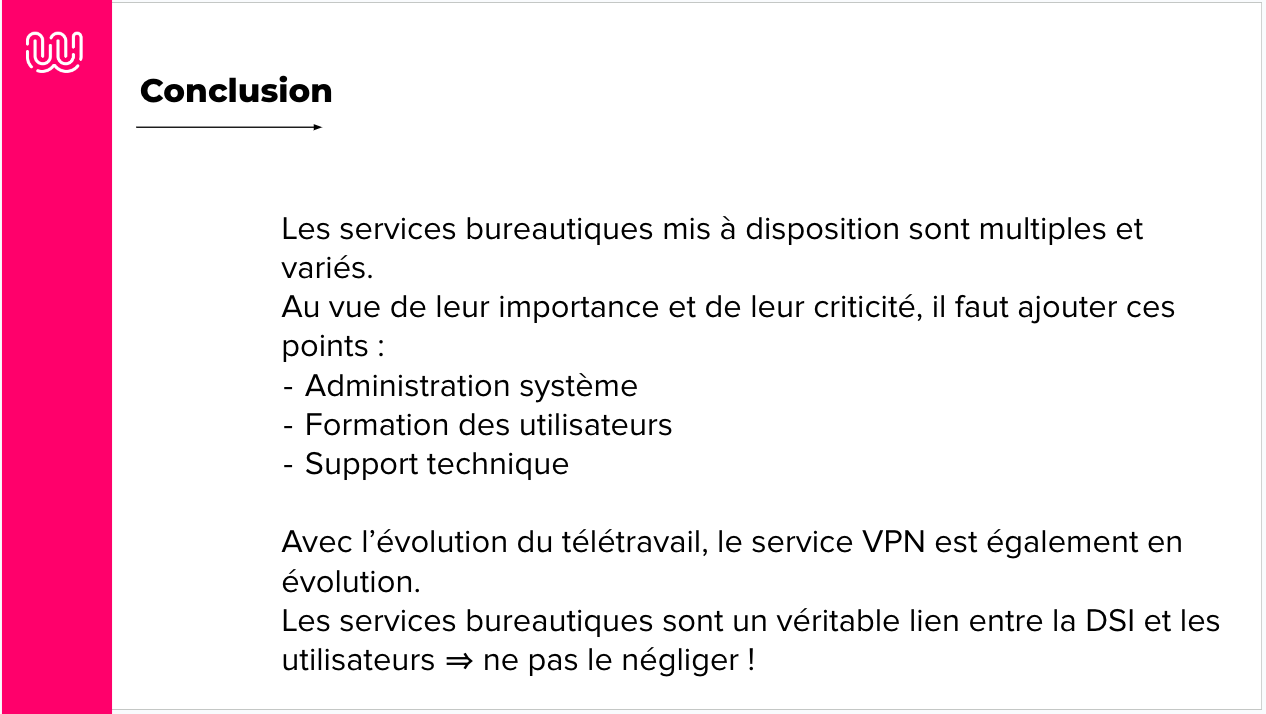 Conclusion
Les services bureautiques mis à disposition sont multiples et
variés.
Au vue de leur importance et de leur criticité, il faut ajouter ces
points :
- Administration système
- Formation des utilisateurs
- Support technique
Avec l’évolution du télétravail, le service VPN est également en
évolution.
Les services bureautiques sont un véritable lien entre la DSI et les
utilisateurs ⇒ ne pas le négliger !